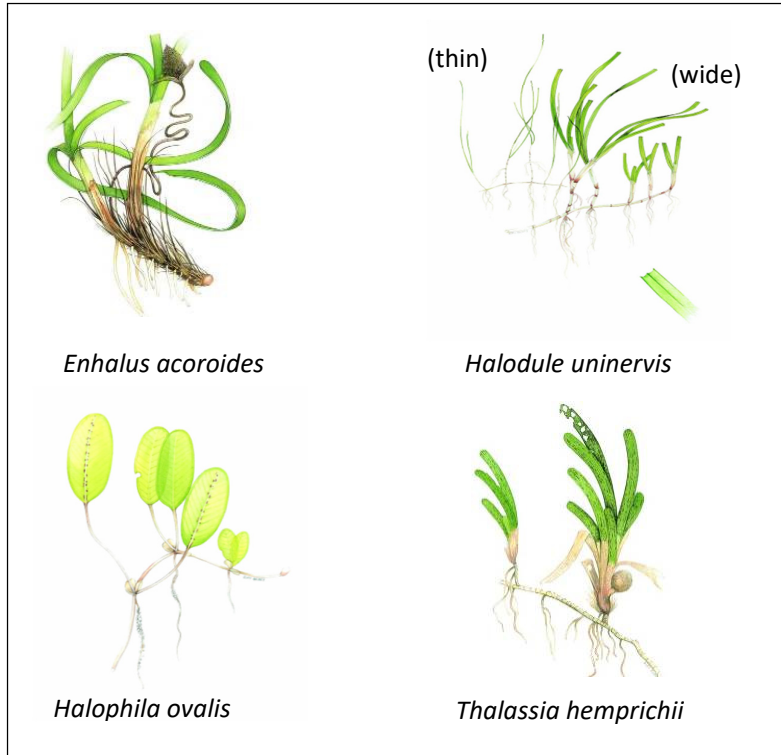 (thin)
(wide)
Enhalus acoroides
Halodule uninervis
Halophila ovalis
Thalassia hemprichii